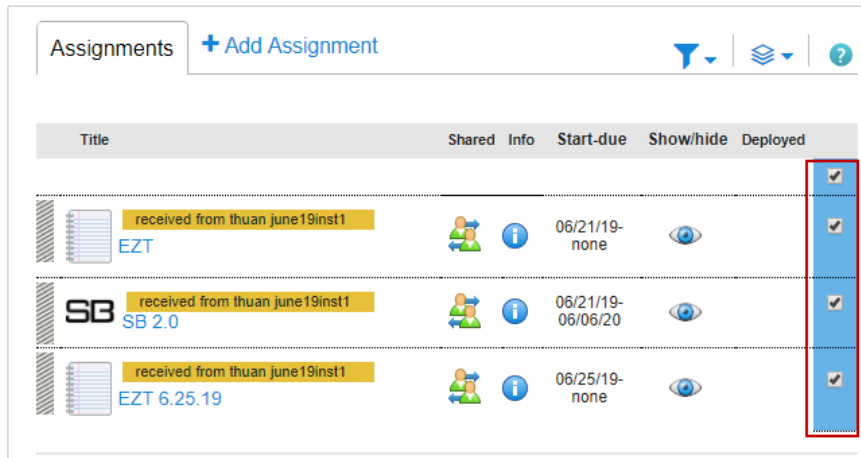 Assignments + Add Assignment ?
Title Shared Info Start-due Show/hide Deployed
received from thuan june19inst1
EZT
i
06/21/19-
none
SB
received from thuan june19inst1
SB 2.0
i
06/21/19-
06/06/20
received from thuan june19inst1
EZT 6.25.19
i
06/25/19-
none